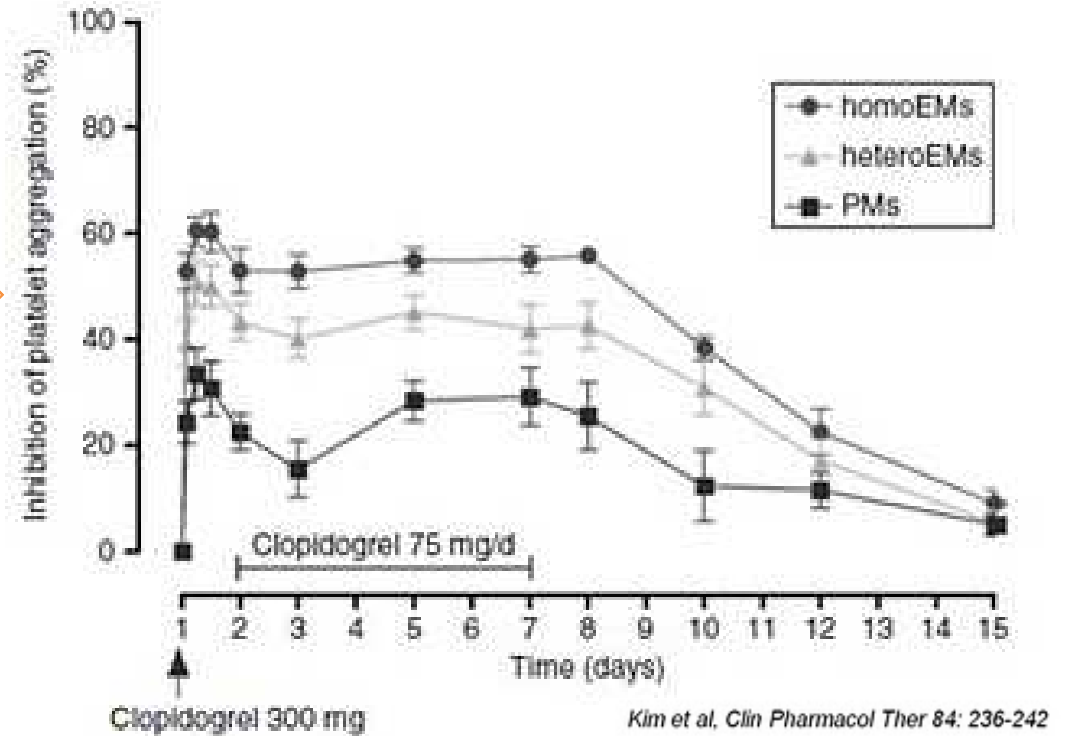 Inhibition of platelet aggregation (%)
100
80
60
40
20
0
homoEMs
heteroEMs
PMs
Clopidogrel 75 mg/d
1 2 3 4 5 6 7 8 9 10 11 12 13 14 15
Time (days)
Clopidogrel 300 mg
Kim et al, Clin Pharmacol Ther 84: 236-242